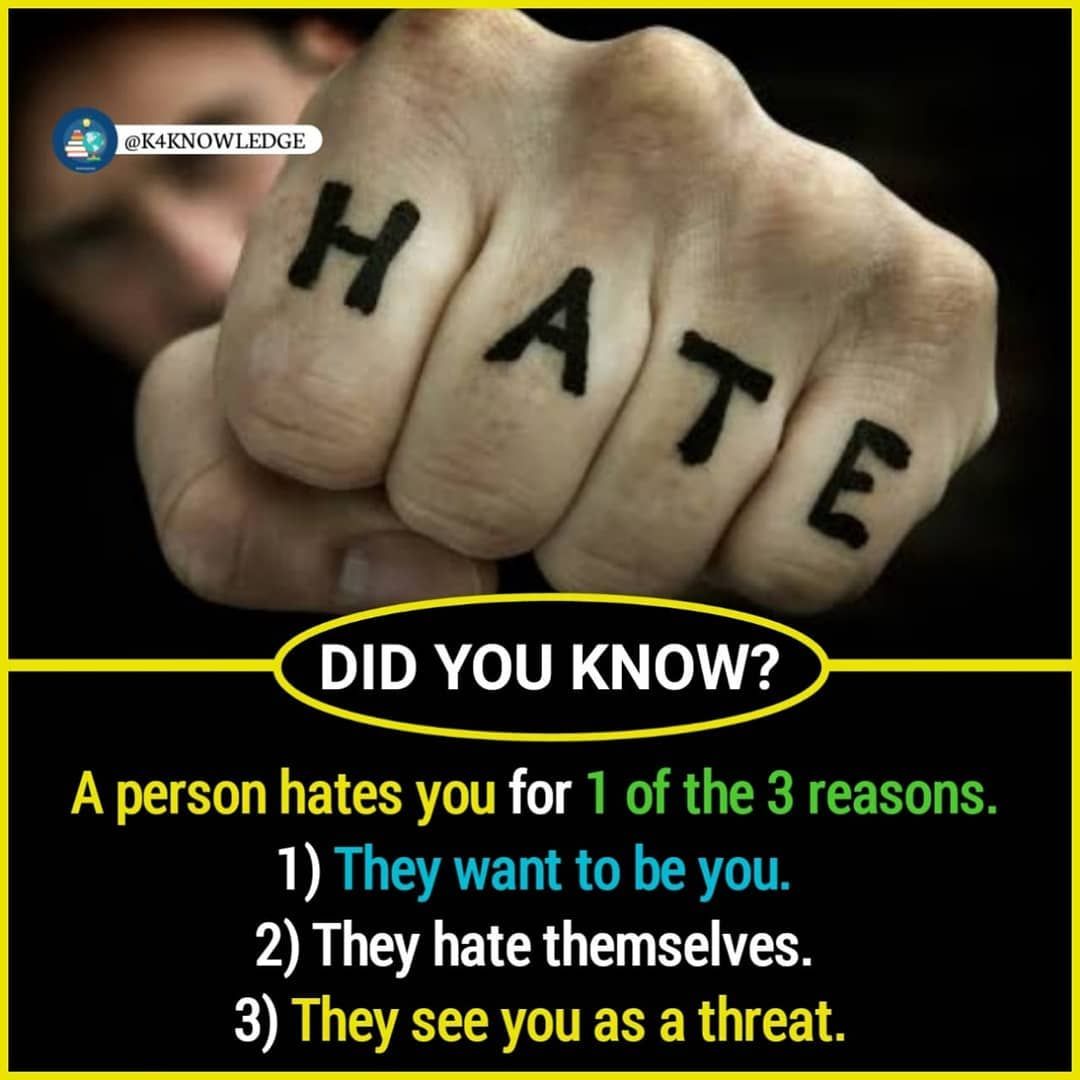 @K4KNOWLEDGE
HATE
DID YOU KNOW?
A person hates you for 1 of the 3 reasons.
1) They want to be you.
2) They hate themselves.
3) They see you as a threat.